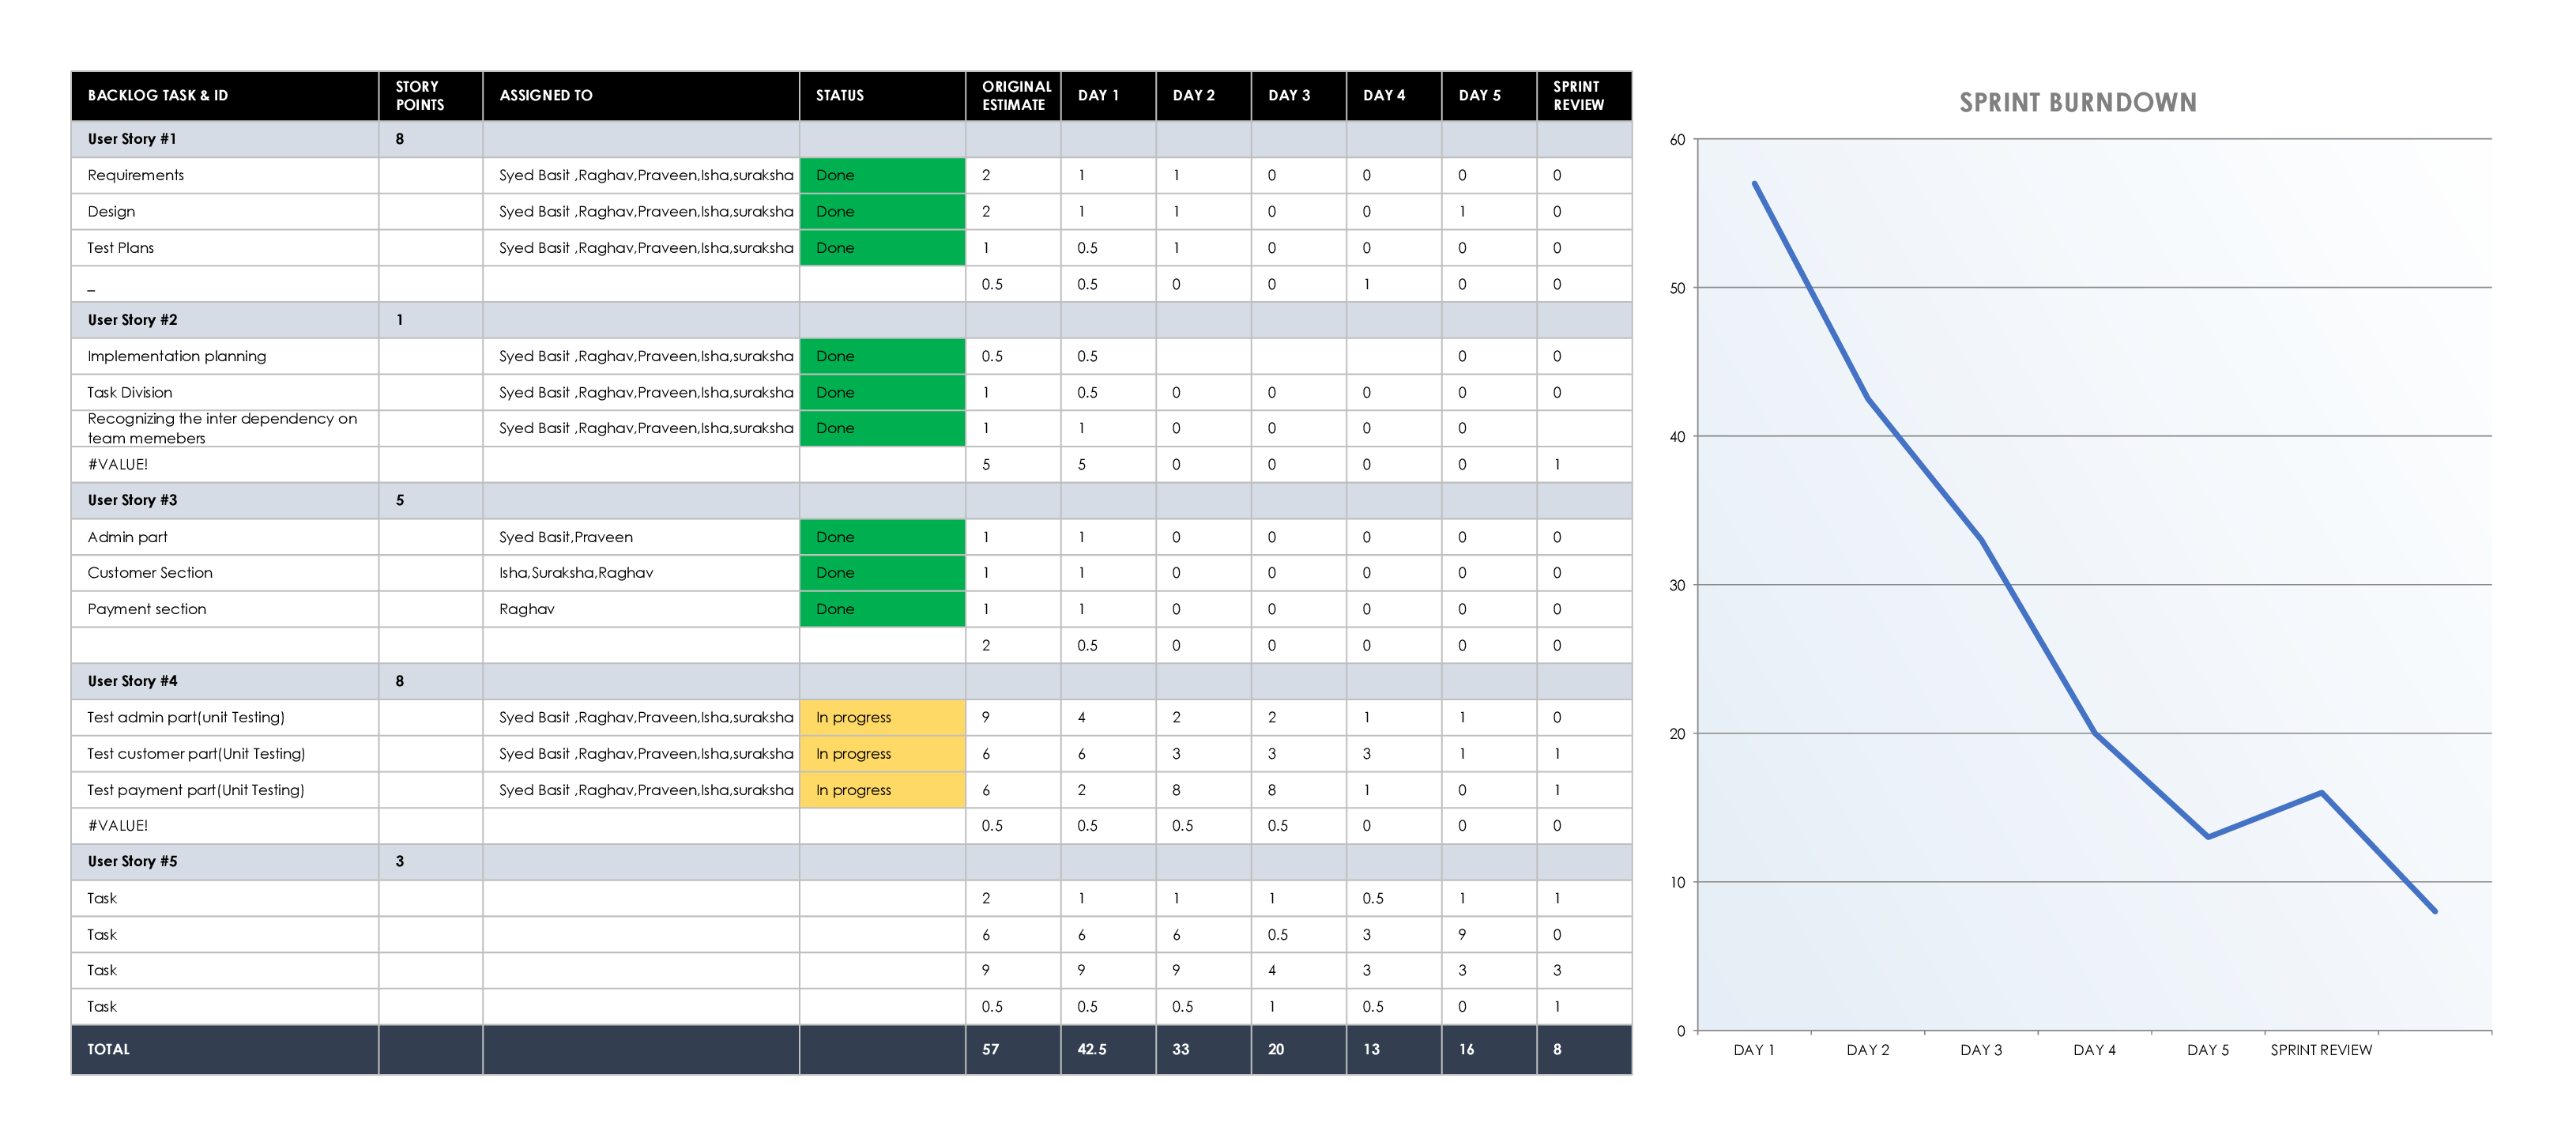 BACKLOG TASK & ID STORY POINTS ASSIGNED TO STATUS ORIGINAL ESTIMATE DAY 1 DAY 2 DAY 3 DAY 4 DAY 5 SPRINT REVIEW
User Story #1 8
Requirements Syed Basit ,Raghav,Praveen,Isha,suraksha Done 2 1 1 0 0 0 0
Design Syed Basit ,Raghav,Praveen,Isha,suraksha Done 2 1 1 0 0 1 0
Test Plans Syed Basit ,Raghav,Praveen,Isha,suraksha Done 1 0.5 1 0 0 0 0
_ 0.5 0.5 0 0 1 0 0
User Story #2 1
Implementation planning Syed Basit ,Raghav,Praveen,Isha,suraksha Done 0.5 0.5 0 0
Task Division Syed Basit ,Raghav,Praveen,Isha,suraksha Done 1 0.5 0 0 0 0 0
Recognizing the inter dependency on
team memebers Syed Basit ,Raghav,Praveen,Isha,suraksha Done 1 1 0 0 0 0
#VALUE! 5 5 0 0 0 0 1
User Story #3 5
Admin part Syed Basit,Praveen Done 1 1 0 0 0 0 0
Customer Section Isha,Suraksha,Raghav Done 1 1 0 0 0 0 0
Payment section Raghav Done 1 1 0 0 0 0 0
2 0.5 0 0 0 0 0
User Story #4 8
Test admin part(unit Testing) Syed Basit ,Raghav,Praveen,Isha,suraksha In progress 9 4 2 2 1 1 0
Test customer part(Unit Testing) Syed Basit ,Raghav,Praveen,Isha,suraksha In progress 6 6 3 3 3 1 1
Test payment part(Unit Testing) Syed Basit ,Raghav,Praveen,Isha,suraksha In progress 6 2 8 8 1 0 1
#VALUE! 0.5 0.5 0.5 0.5 0 0 0
User Story #5 3
Task 2 1 1 1 0.5 1 1
Task 6 6 6 0.5 3 9 0
Task 9 9 9 4 3 3 3
Task 0.5 0.5 0.5 1 0.5 0 1
TOTAL 57 42.5 33 20 13 16 8
SPRINT BURNDOWN
60
50
40
30
20
10
0
DAY 1 DAY 2 DAY 3 DAY 4 DAY 5 SPRINT REVIEW